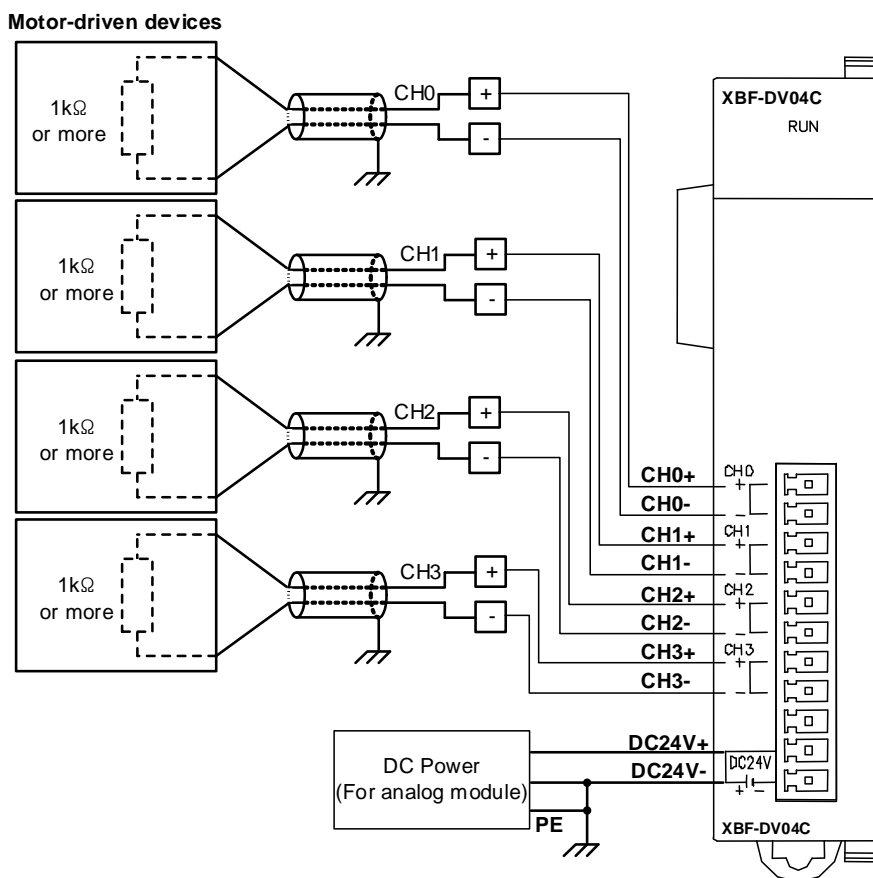 Motor-driven devices
1kΩ
or more
CH0
+
-
1kΩ
or more
CH1
+
-
1kΩ
or more
CH2
+
-
1kΩ
or more
CH3
+
-
XBF-DV04C
RUN
CH0+
CH0-
CH1+
CH1-
CH2+
CH2-
CH3+
CH3-
CH0
+
-
CH1
+
-
CH2
+
-
CH3
+
-
DC Power
(For analog module)
DC24V+
DC24V-
PE
DC24V
+ -
XBF-DV04C